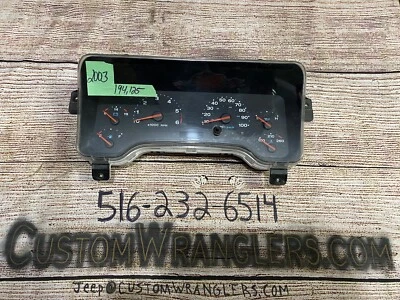 2003
194,125
516-232-6514
CUSTOMWRANGLERS.COM
Jeep@CUSTOMWRANGLERS.COM